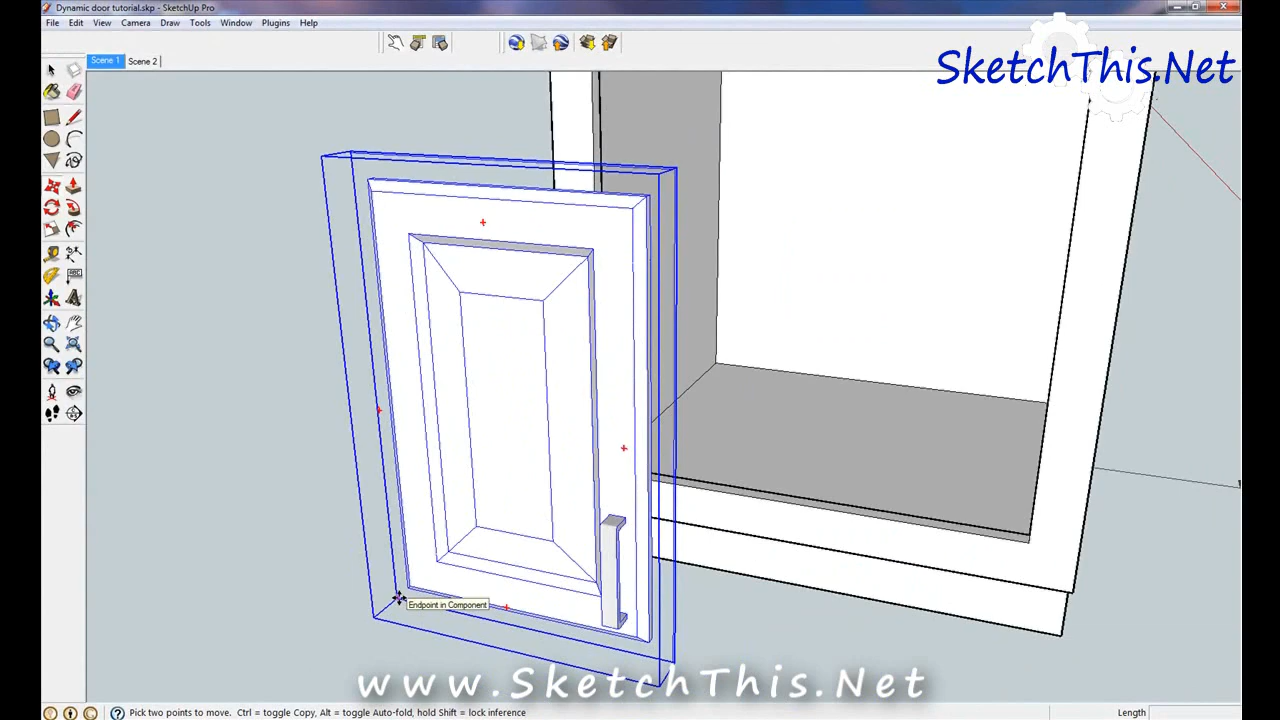 Dynamic door tutorial.skp - SketchUp Pro
File Edit View Camera Draw Tools Window Plugins Help
SketchThis.Net
Scene 1 Scene 2
ABC
Endpoint in Component
www.SketchThis.Net
Pick two points to move. Ctrl = toggle Copy, Alt = toggle Auto-fold, hold Shift = lock inference
Length